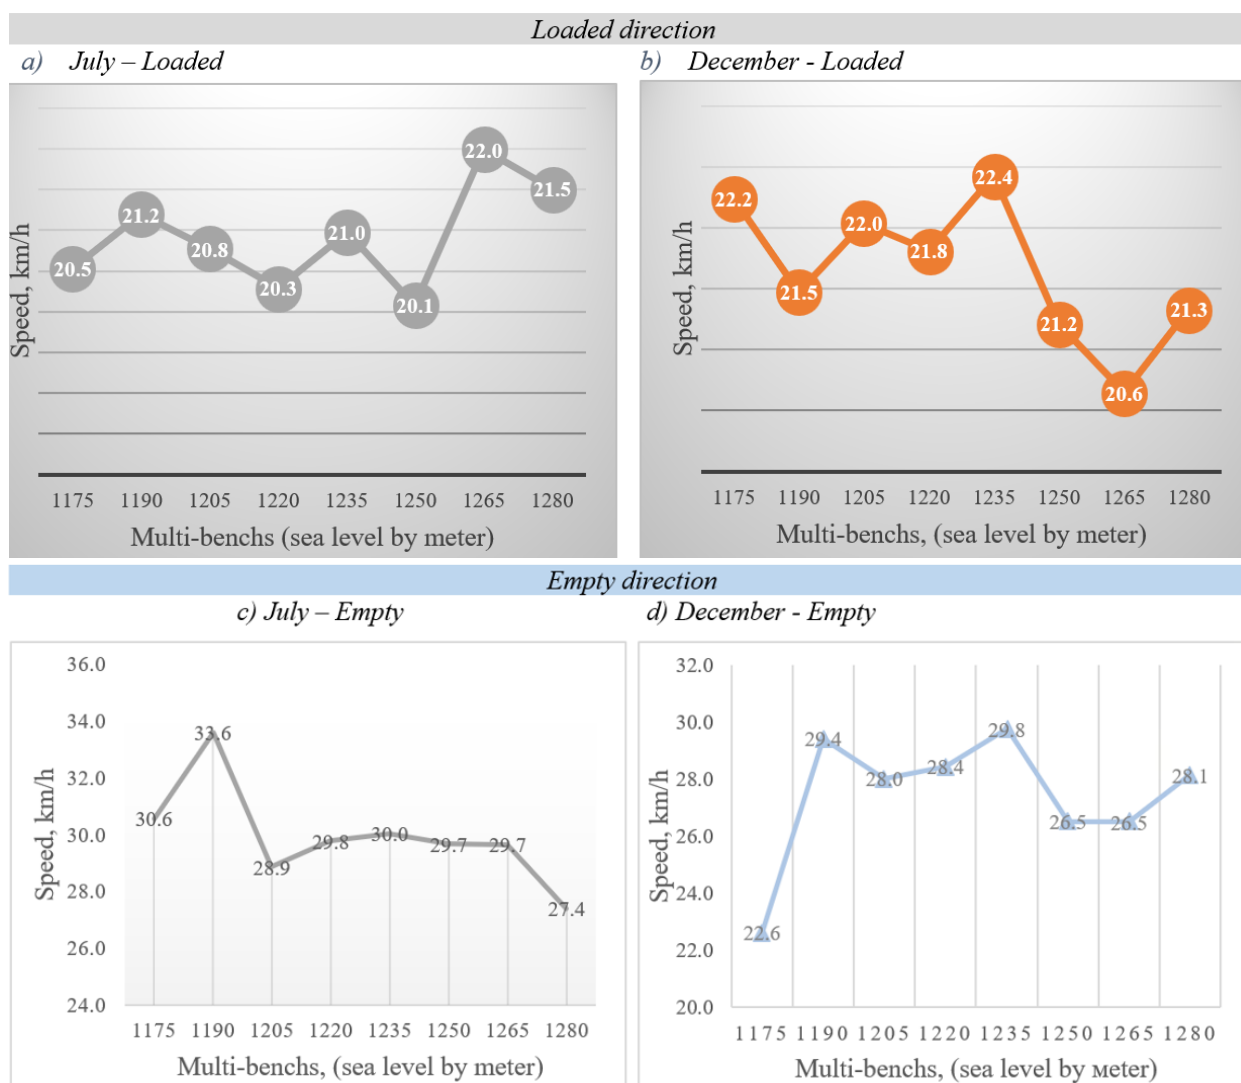 Loaded direction
a) July – Loaded
b) December - Loaded
Speed, km/h
20.5
21.2
20.8
20.3
21.0
20.1
22.0
21.5
1175 1190 1205 1220 1235 1250 1265 1280
Multi-benchs (sea level by meter)
Speed, km/h
22.2
21.5
22.0
21.8
22.4
21.2
20.6
21.3
1175 1190 1205 1220 1235 1250 1265 1280
Multi-benchs, (sea level by meter)
Empty direction
c) July – Empty
d) December - Empty
Speed, km/h
36.0
34.0
32.0
30.0
28.0
26.0
24.0
30.6
33.6
28.9
29.8
30.0
29.7
29.7
27.4
1175 1190 1205 1220 1235 1250 1265 1280
Multi-benchs, (sea level by meter)
Speed, km/h
32.0
30.0
28.0
26.0
24.0
22.0
20.0
22.6
29.4
28.0
28.4
29.8
26.5
26.5
28.1
1175 1190 1205 1220 1235 1250 1265 1280
Multi-benchs, (sea level by мeter)